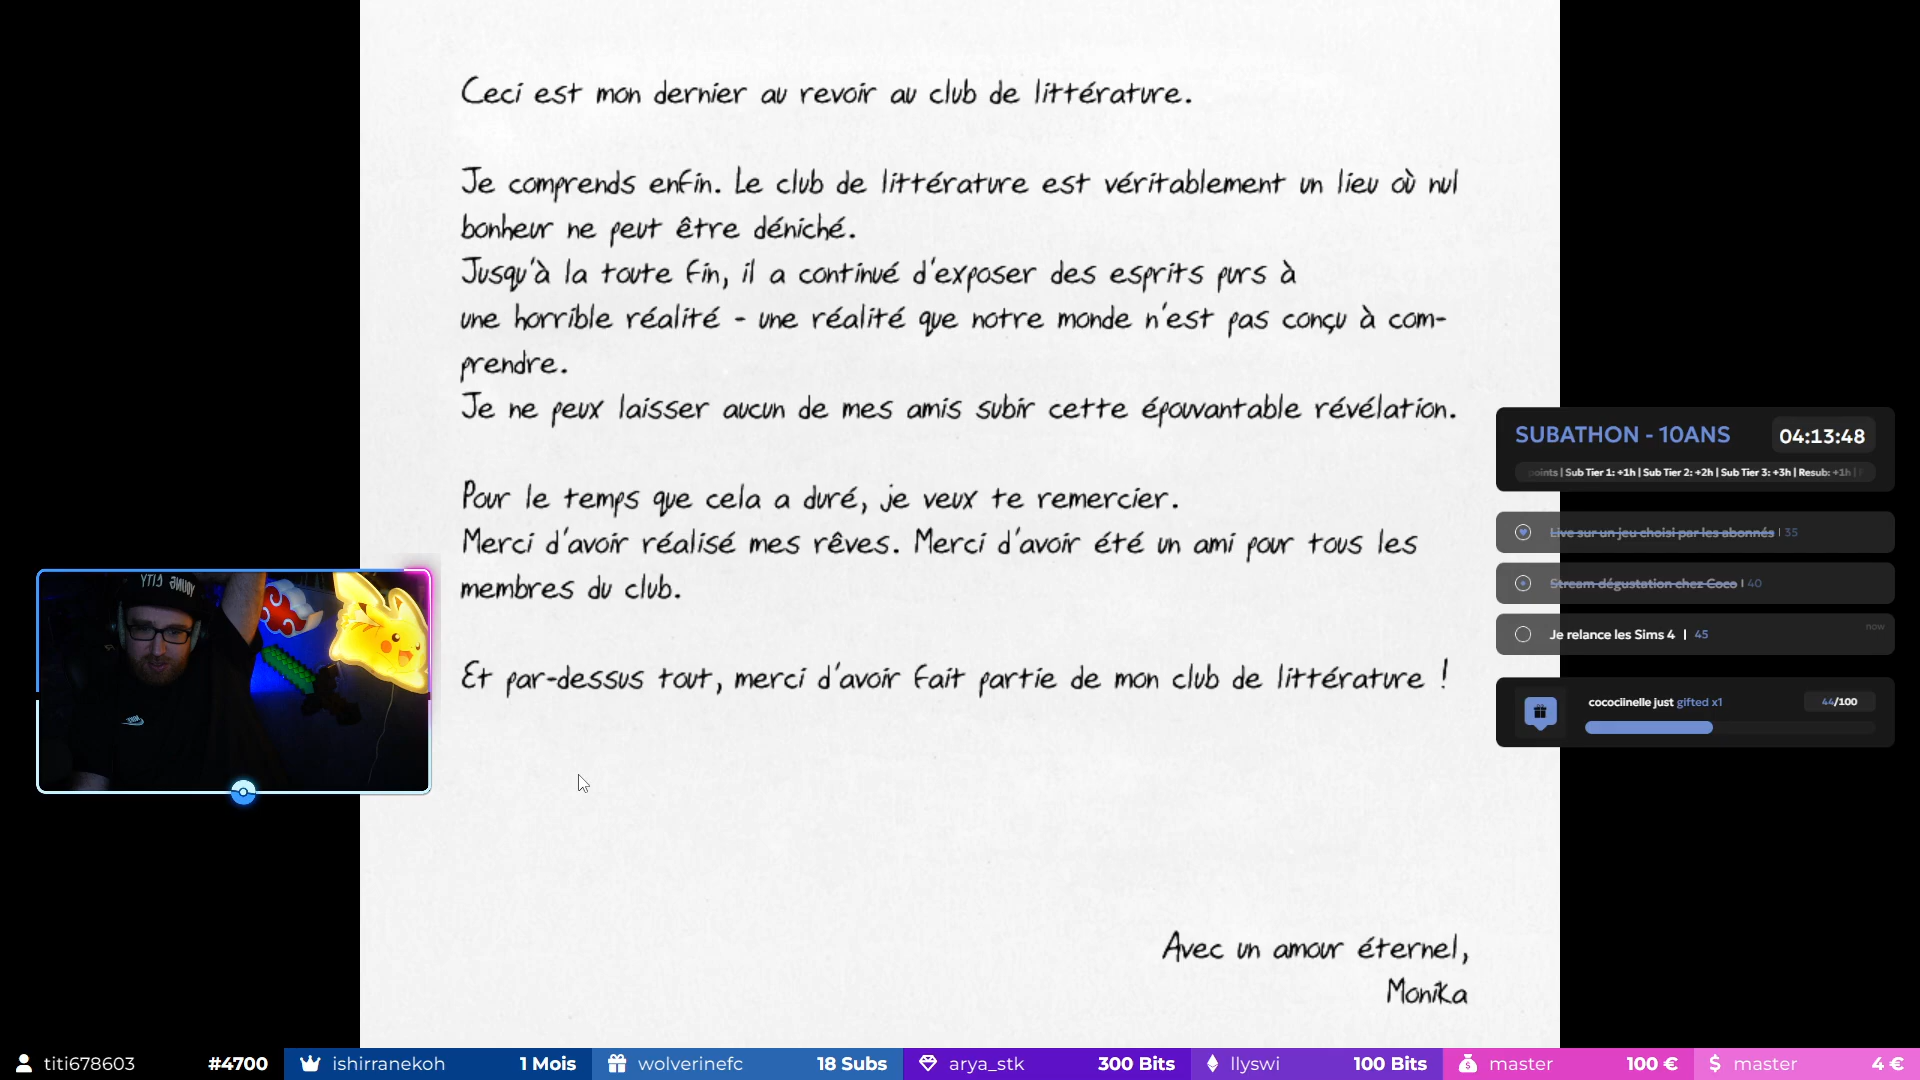 Ceci est mon dernier au revoir au club de littérature.
Je comprends enfin. Le club de littérature est véritablement un lieu où nul
bonheur ne peut être déniché.
Jusqu'à la toute fin, il a continué d'exposer des esprits purs à
une horrible réalité - une réalité que notre monde n'est pas conçu à com-
prendre.
Je ne peux laisser aucun de mes amis subir cette épouvantable révélation.
Pour le temps que cela a duré, je veux te remercier.
Merci d'avoir réalisé mes rêves. Merci d'avoir été un ami pour tous les
membres du club.
Et par-dessus tout, merci d'avoir fait partie de mon club de littérature !
Avec un amour éternel,
Monika
SUBATHON - 10ANS
04:13:48
points | Sub Tier 1: +1h | Sub Tier 2: +2h | Sub Tier 3: +3h | Resub: +1h |
Live sur un jeu choisi par les abonnés | 35
Stream dégustation chez Coco | 40
Je relance les Sims 4 | 45
now
cococlinelle just gifted x1
44/100
YOUNG CITY
titi678603 #4700
ishirranekoh 1 Mois
wolverinefc 18 Subs
arya_stk 300 Bits
llyswi 100 Bits
master 100 €
master 4 €